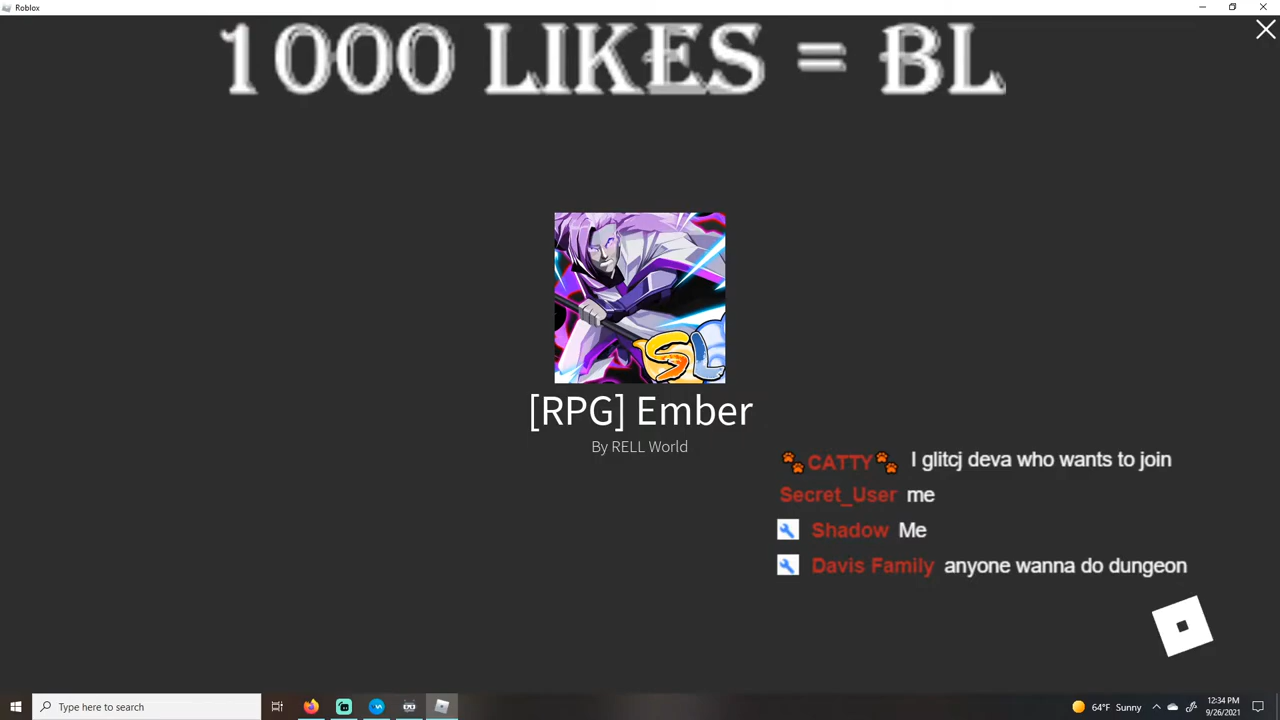 Roblox
1000 LIKES = BL
SL
[RPG] Ember
By RELL World
CATTY I glitcj deva who wants to join
Secret_User me
Shadow Me
Davis Family anyone wanna do dungeon
Type here to search
64°F Sunny
12:34 PM
9/26/2021